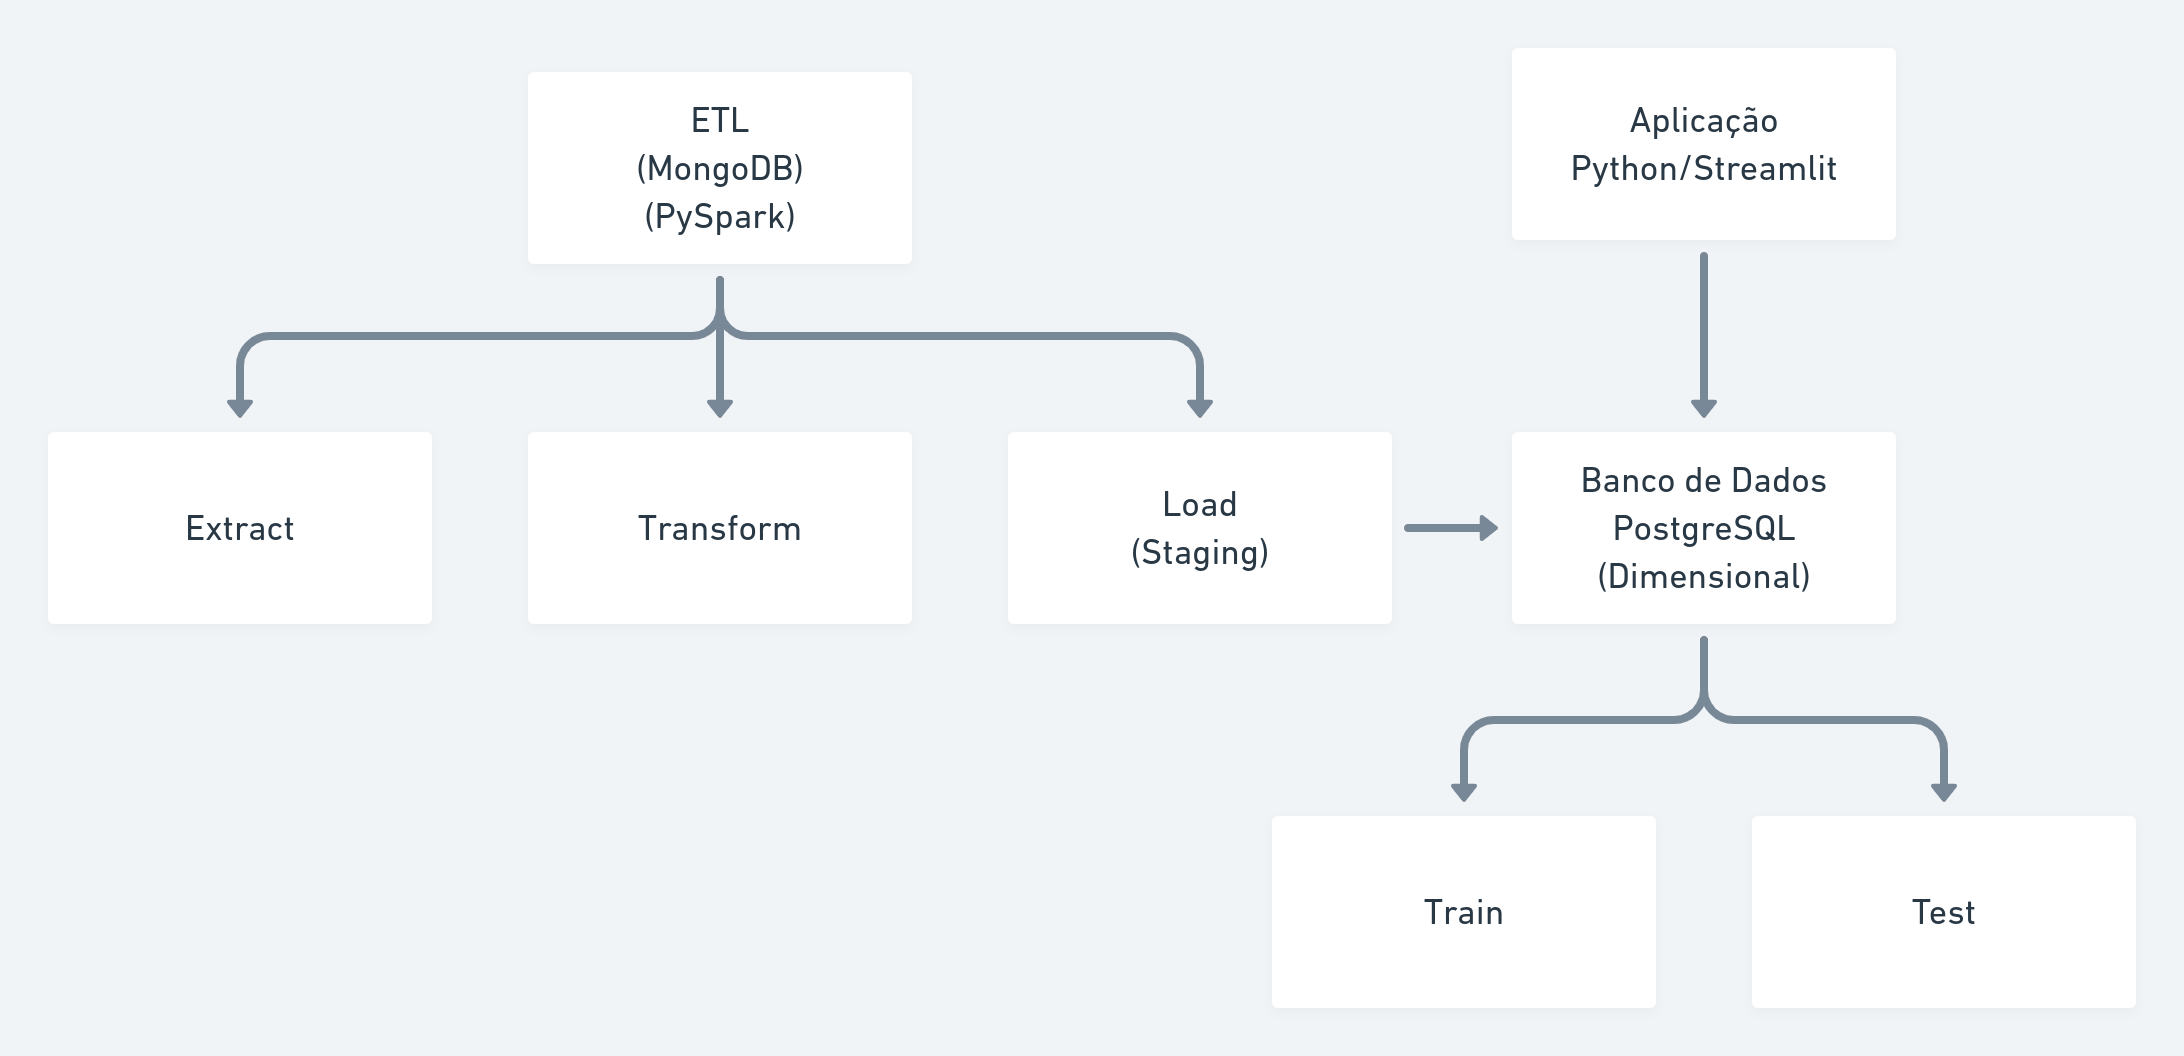 ETL
(MongoDB)
(PySpark)
Aplicação
Python/Streamlit
Extract
Transform
Load
(Staging)
Banco de Dados
PostgreSQL
(Dimensional)
Train
Test